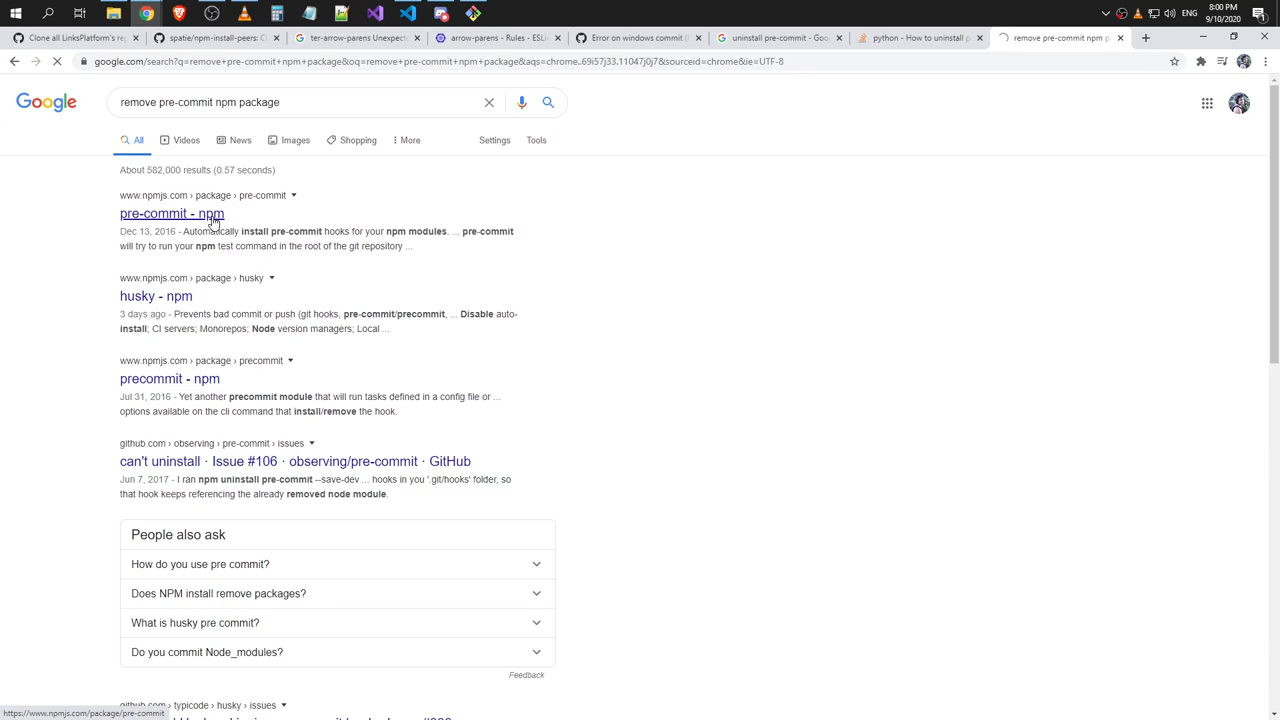 8:00 PM
ENG
9/10/2020
Clone all LinksPlatform's re
spatie/npm-install-peers: Cl
ter-arrow-parens Unexpecte
arrow-parens - Rules - ESLi
Error on windows commit (
uninstall pre-commit - Goo
python - How to uninstall p
remove pre-commit npm p
google.com/search?q=remove+pre-commit+npm+package&oq=remove+pre-commit+npm+package&aqs=chrome..69i57j33.11047j0j7&sourceid=chrome&ie=UTF-8
Google
remove pre-commit npm package
All
Videos
News
Images
Shopping
More
Settings
Tools
About 582,000 results (0.57 seconds)
www.npmjs.com › package › pre-commit
pre-commit - npm
Dec 13, 2016 - Automatically install pre-commit hooks for your npm modules. ... pre-commit
will try to run your npm test command in the root of the git repository ...
www.npmjs.com › package › husky
husky - npm
3 days ago - Prevents bad commit or push (git hooks, pre-commit/precommit, ... Disable auto-
install; CI servers; Monorepos; Node version managers; Local ...
www.npmjs.com › package › precommit
precommit - npm
Jul 31, 2016 - Yet another precommit module that will run tasks defined in a config file or ...
options available on the cli command that install/remove the hook.
github.com › observing › pre-commit › issues
can't uninstall · Issue #106 · observing/pre-commit · GitHub
Jun 7, 2017 - I ran npm uninstall pre-commit --save-dev ... hooks in you '.git/hooks' folder, so
that hook keeps referencing the already removed node module.
People also ask
How do you use pre commit?
Does NPM install remove packages?
What is husky pre commit?
Do you commit Node_modules?
Feedback
github.com › typicode › husky › issues
https://www.npmjs.com/package/pre-commit